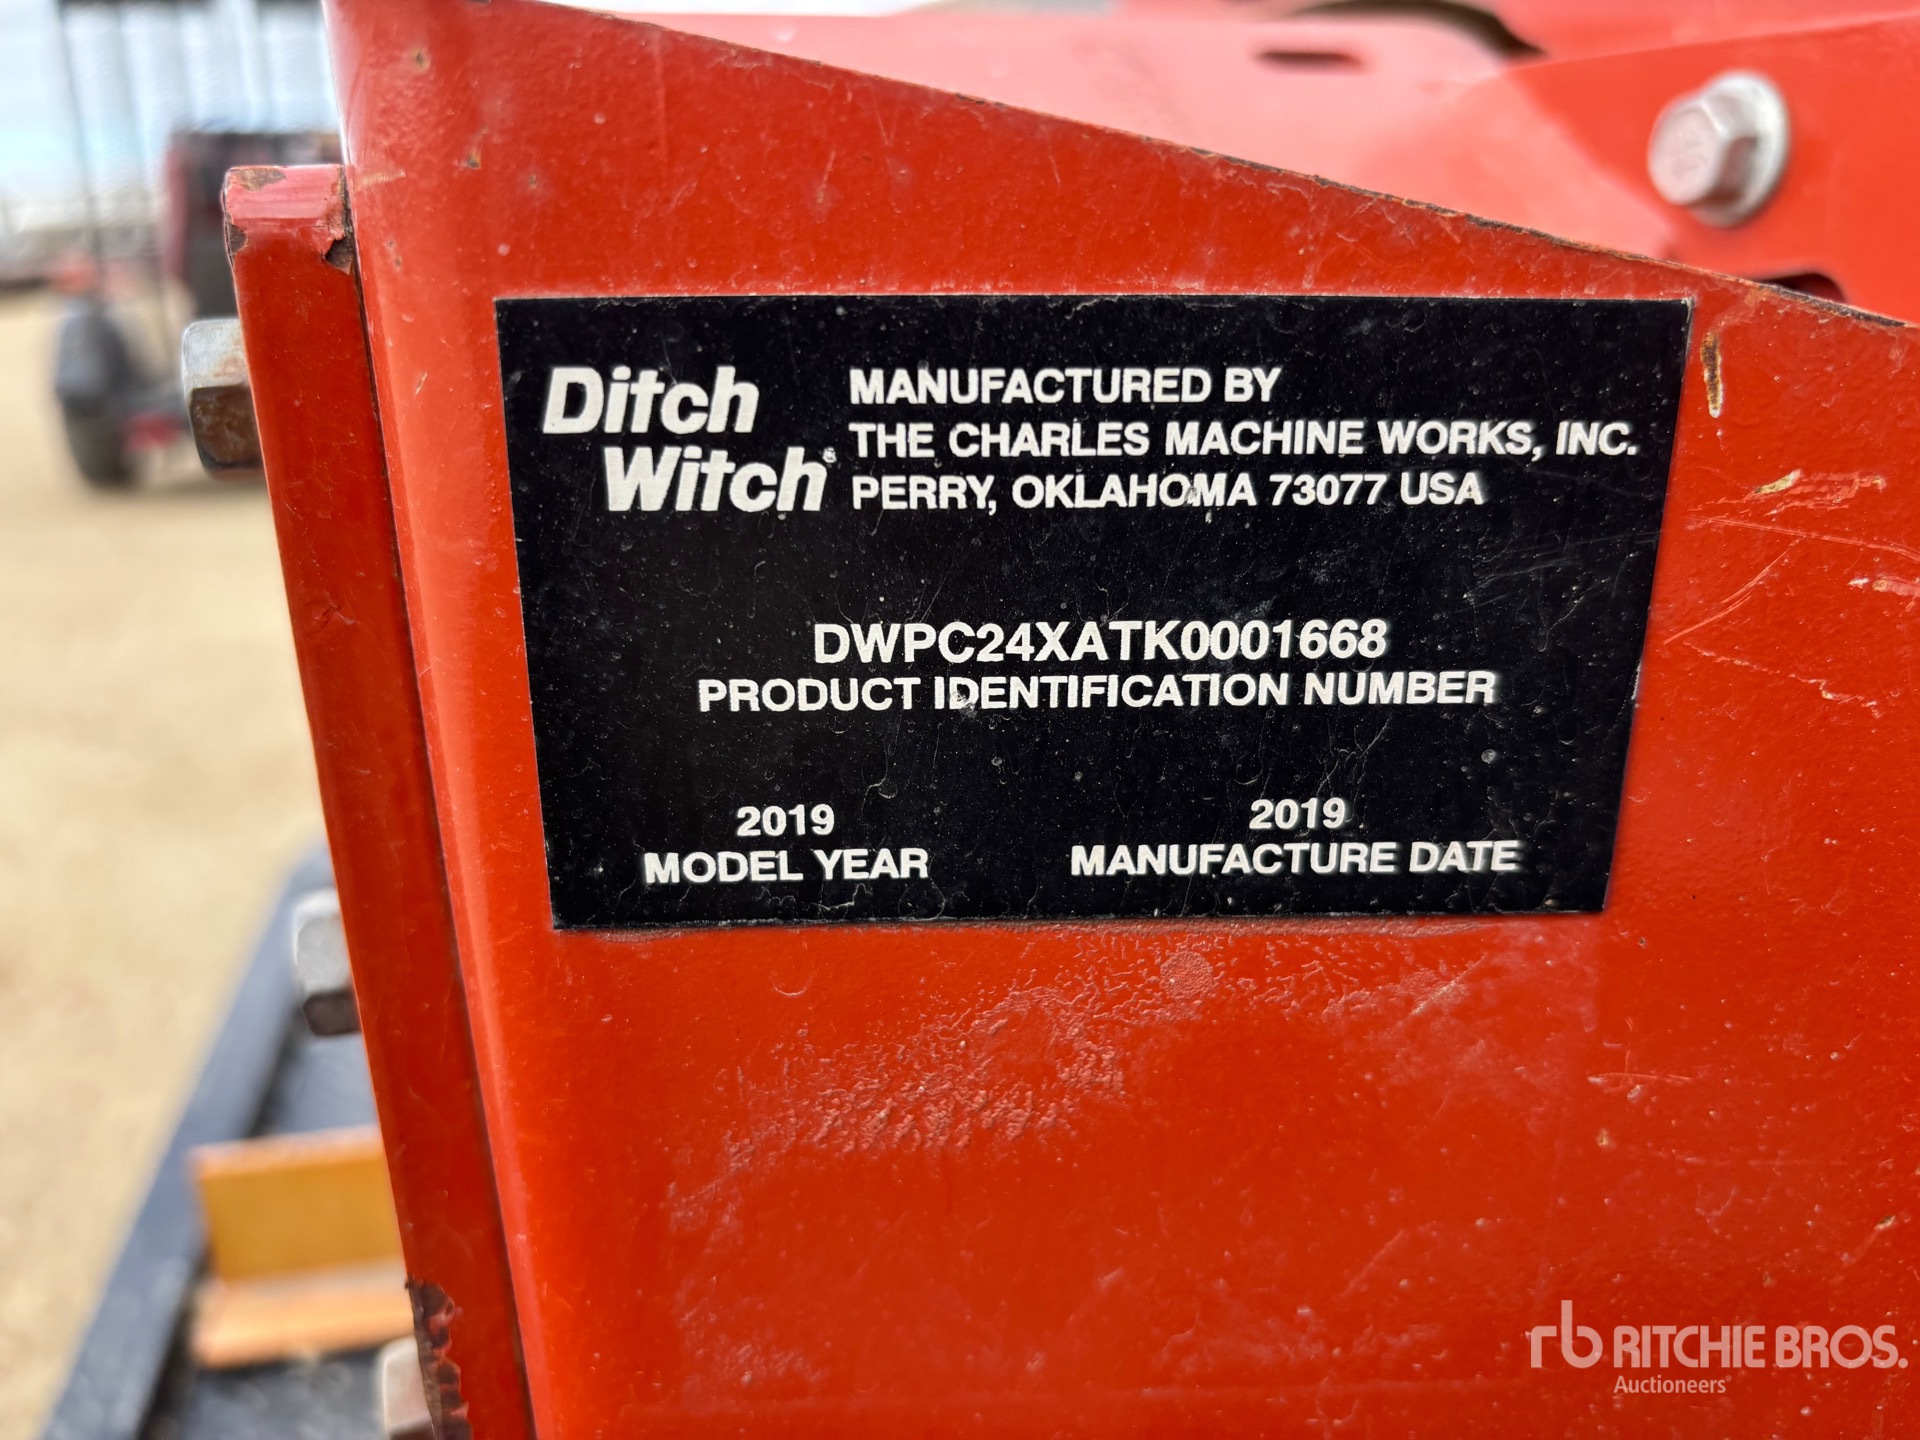 Ditch
Witch®
MANUFACTURED BY
THE CHARLES MACHINE WORKS, INC.
PERRY, OKLAHOMA 73077 USA
DWPC24XATK0001668
PRODUCT IDENTIFICATION NUMBER
2019
MODEL YEAR
2019
MANUFACTURE DATE
rb RITCHIE BROS.
Auctioneers®